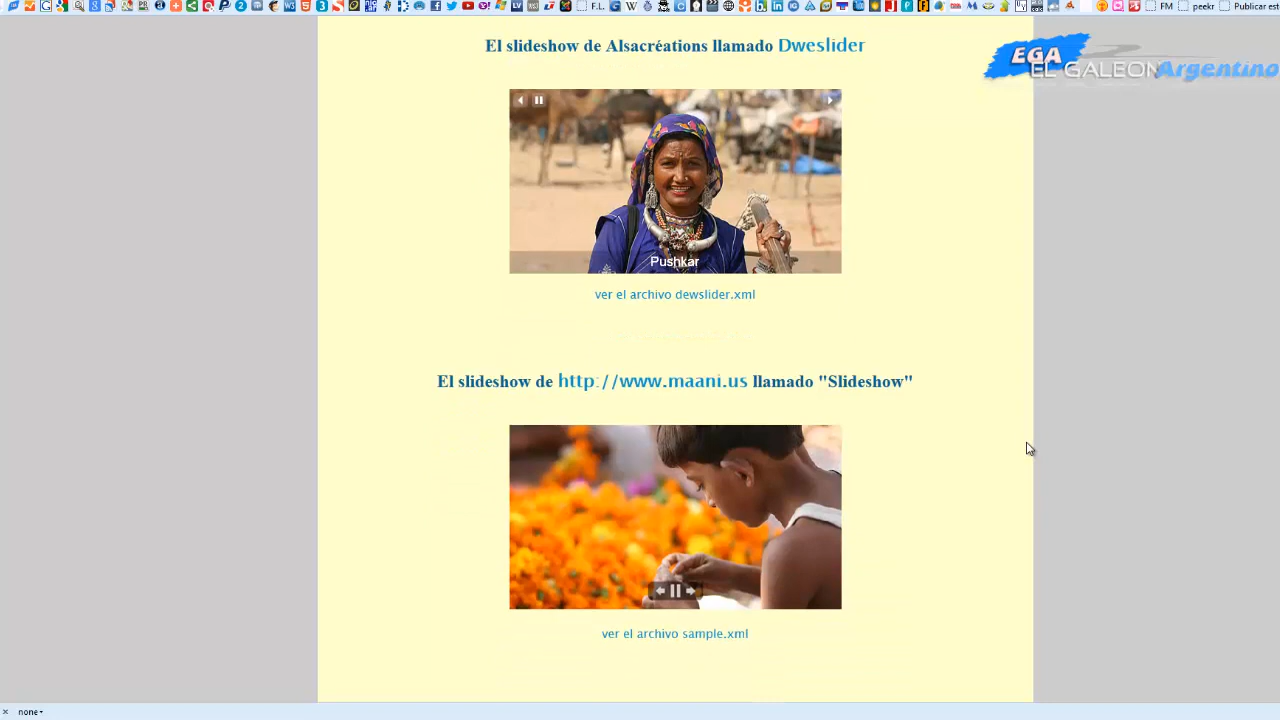 F.L.
FM
peekr
Publicar est
El slideshow de Alsacréations llamado Dweslider
EGA
EL GALEON Argentino
Pushkar
ver el archivo dewslider.xml
El slideshow de http://www.maani.us llamado "Slideshow"
ver el archivo sample.xml
none